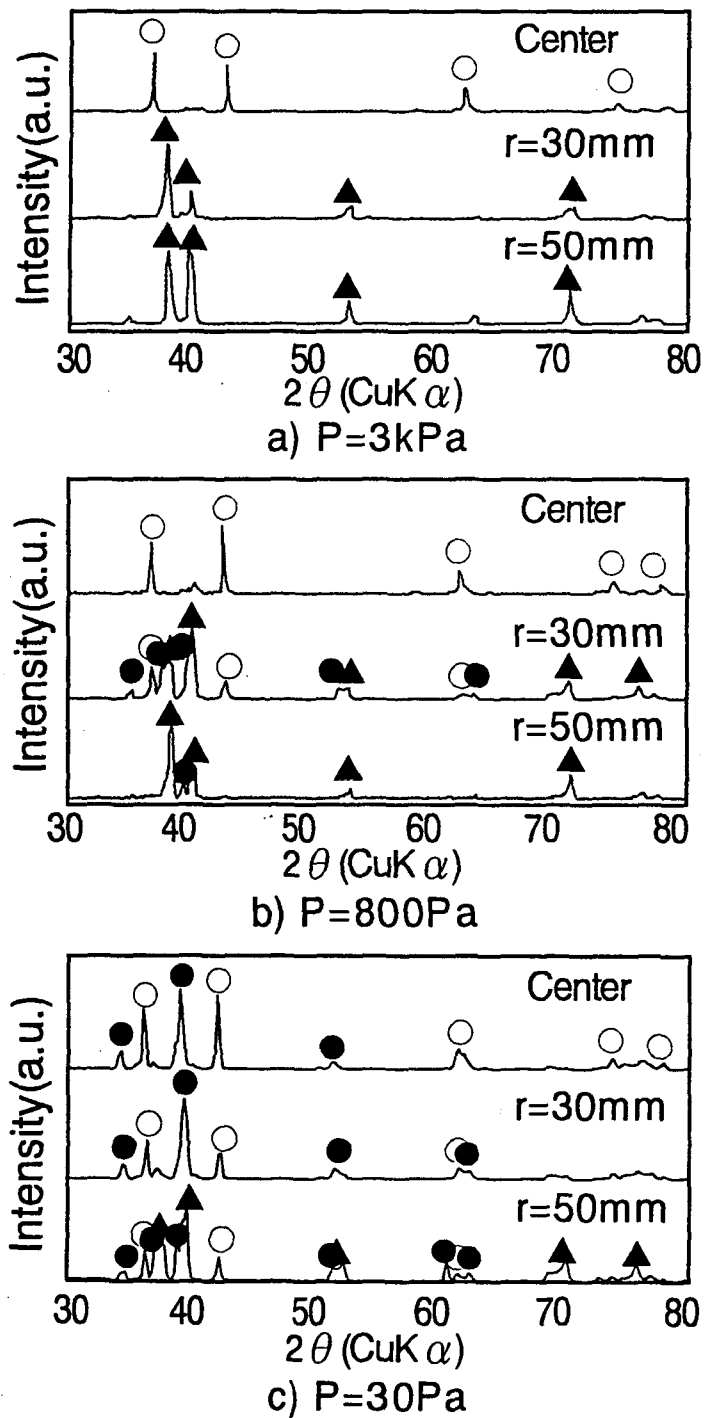 Intensity(a.u.)
Center
r=30mm
r=50mm
30 40 50 60 70 80
2θ(CuKα)
a) P=3kPa
Intensity(a.u.)
Center
r=30mm
r=50mm
30 40 50 60 70 80
2θ(CuKα)
b) P=800Pa
Intensity(a.u.)
Center
r=30mm
r=50mm
30 40 50 60 70 80
2θ(CuKα)
c) P=30Pa